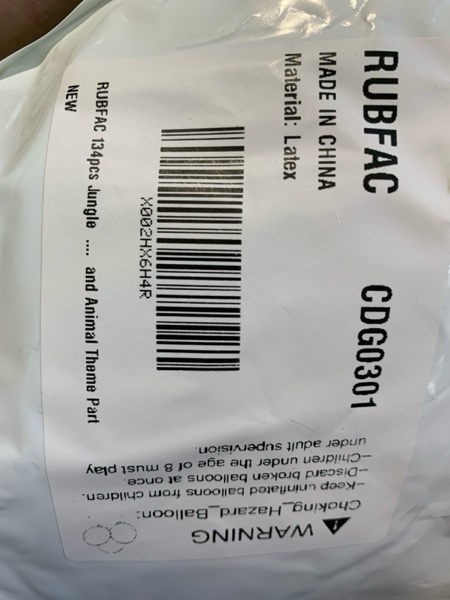 RUBFAC CDG0301
MADE IN CHINA
Material: Latex
X002HX6H4R
RUBFAC 134pcs Jungle .... and Animal Theme Part
NEW
WARNING
Choking_Hazard_Balloon:
–Keep uninflated balloons from children.
–Discard broken balloons at once.
–Children under the age of 8 must play
under adult supervision.